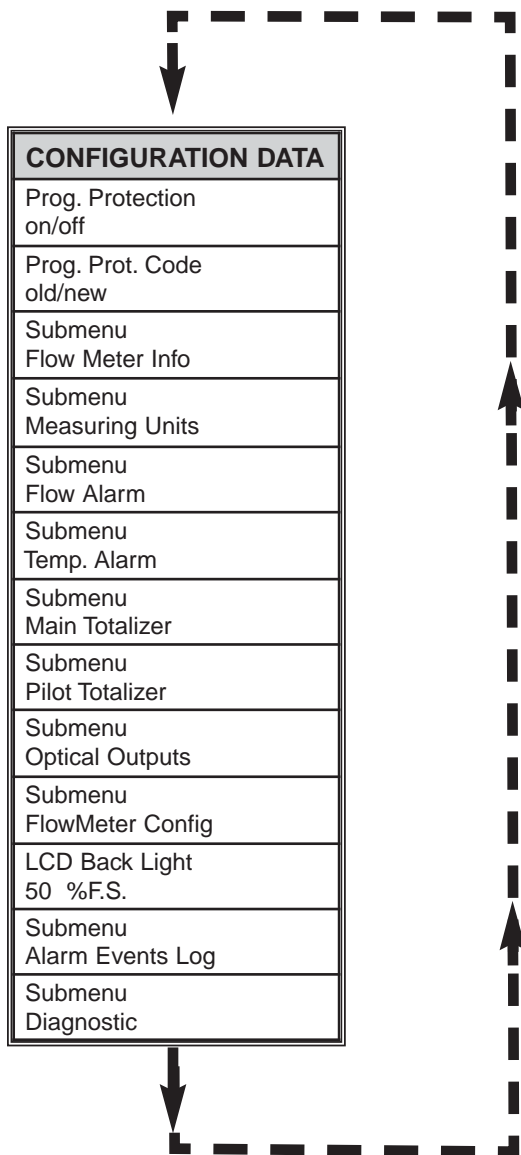 CONFIGURATION DATA
Prog. Protection
on/off
Prog. Prot. Code
old/new
Submenu
Flow Meter Info
Submenu
Measuring Units
Submenu
Flow Alarm
Submenu
Temp. Alarm
Submenu
Main Totalizer
Submenu
Pilot Totalizer
Submenu
Optical Outputs
Submenu
FlowMeter Config
LCD Back Light
50 %F.S.
Submenu
Alarm Events Log
Submenu
Diagnostic